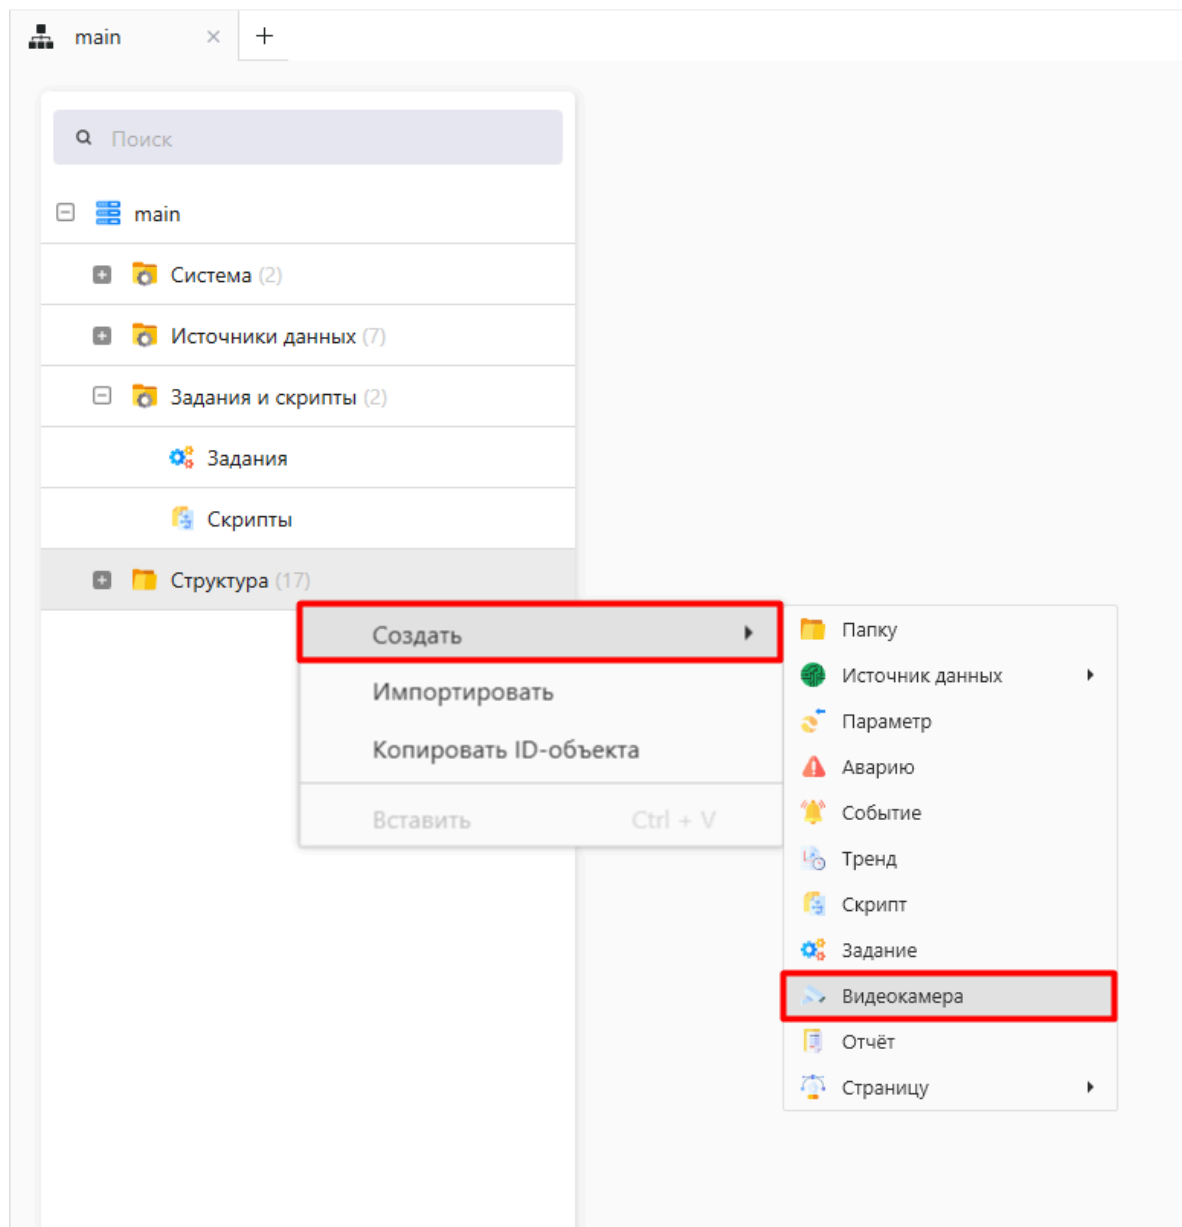 main
Поиск
main
Система (2)
Источники данных (7)
Задания и скрипты (2)
Задания
Скрипты
Структура (17)
Создать
Импортировать
Копировать ID-объекта
Вставить Ctrl + V
Папку
Источник данных
Параметр
Аварию
Событие
Тренд
Скрипт
Задание
Видеокамера
Отчёт
Страницу